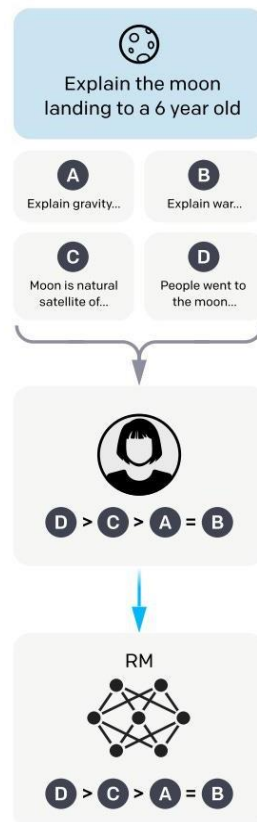 Explain the moon
landing to a 6 year old
A
Explain gravity...
B
Explain war...
C
Moon is natural
satellite of...
D
People went to
the moon...
D > C > A = B
RM
D > C > A = B